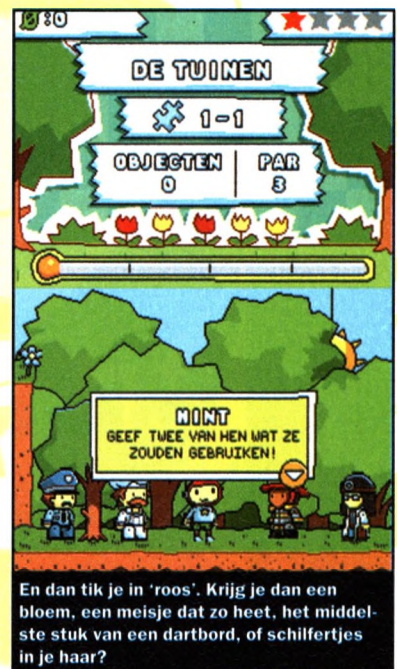 Ø:0
DE TUINEN
1-1
OBJECTEN PAR
0 3
HINT
GEEF TWEE VAN HEN WAT ZE
ZOUDEN GEBRUIKEN!
En dan tik je in ‘roos’. Krijg je dan een
bloem, een meisje dat zo heet, het middel-
ste stuk van een dartbord, of schilfertjes
in je haar?